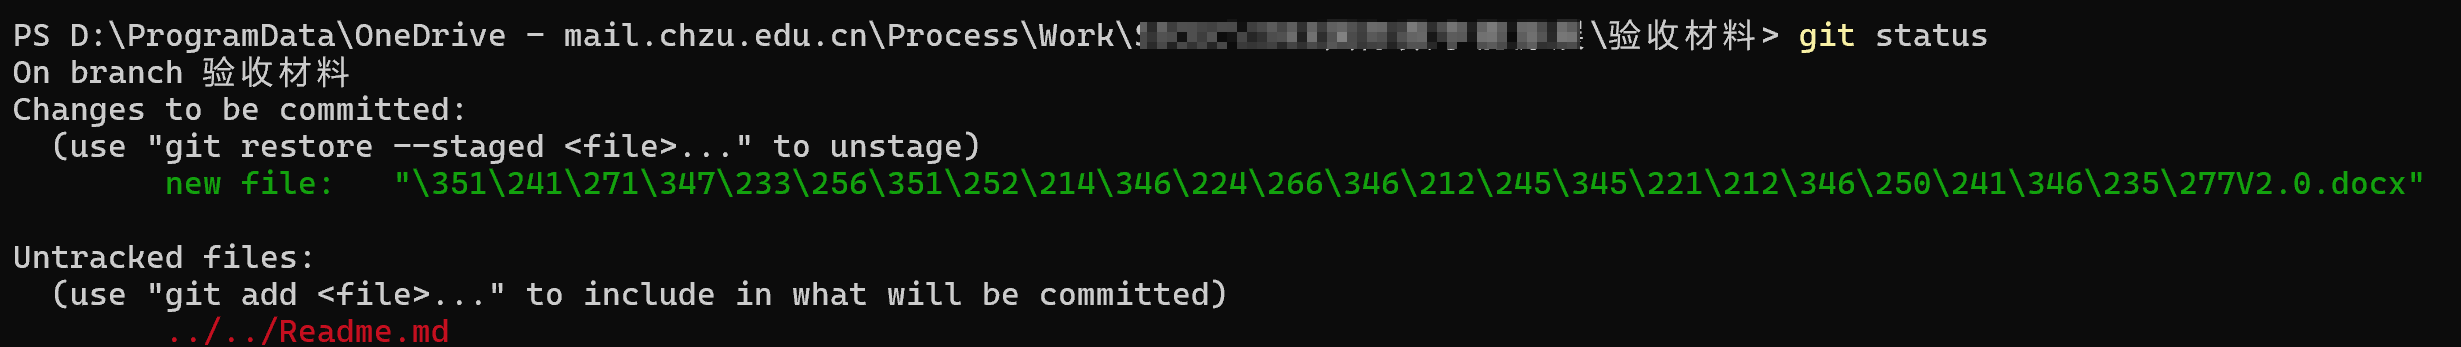 PS D:\ProgramData\OneDrive - mail.chzu.edu.cn\Process\Work\ \验收材料> git status
On branch 验收材料
Changes to be committed:
(use "git restore --staged <file>..." to unstage)
new file: "\351\241\271\347\233\256\351\252\214\346\224\266\346\212\245\345\221\212\346\250\241\346\235\277V2.0.docx"
Untracked files:
(use "git add <file>..." to include in what will be committed)
../../Readme.md